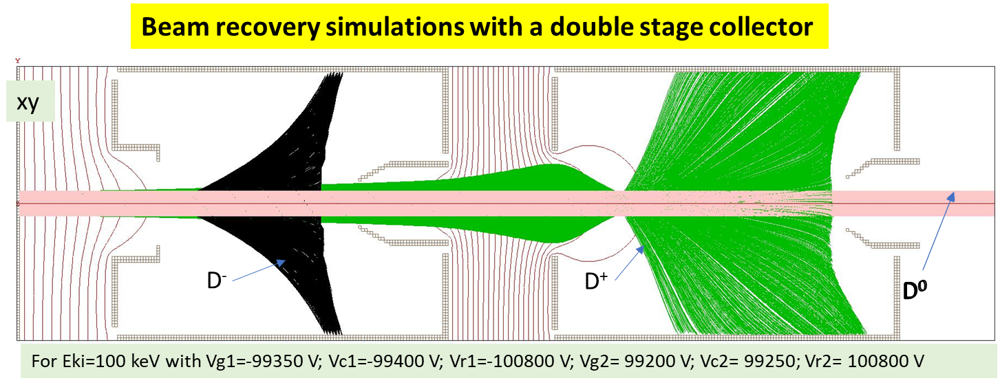 Beam recovery simulations with a double stage collector
Y
xy
D-
D+
D0
For Eki=100 keV with Vg1=-99350 V; Vc1=-99400 V; Vr1=-100800 V; Vg2= 99200 V; Vc2= 99250; Vr2= 100800 V